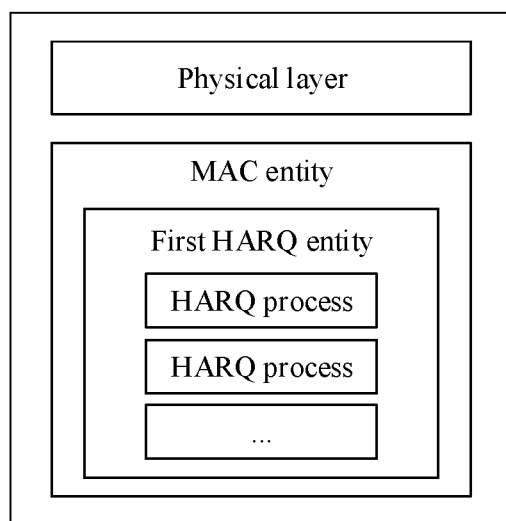 Physical layer
MAC entity
First HARQ entity
HARQ process
HARQ process
...